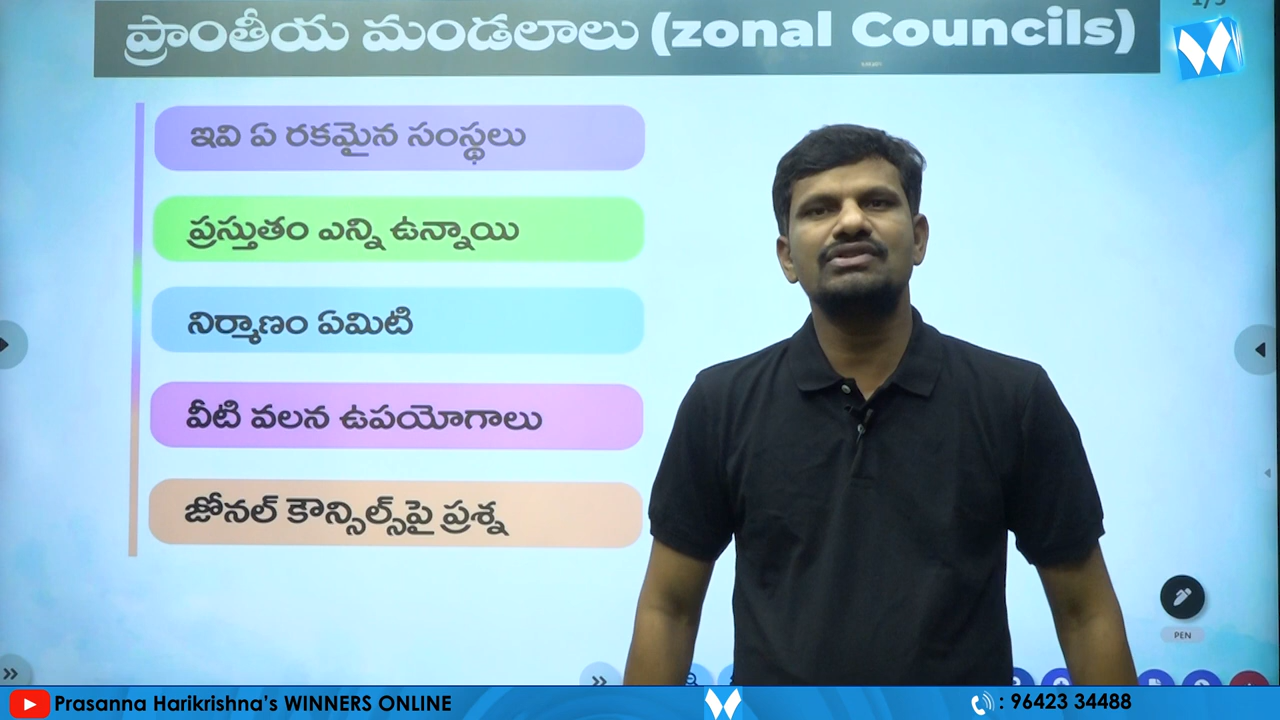 ప్రాంతీయ మండలాలు (zonal Councils)
ఇవి ఏ రకమైన సంస్థలు
ప్రస్తుతం ఎన్ని ఉన్నాయి
నిర్మాణం ఏమిటి
వీటి వలన ఉపయోగాలు
జోనల్ కౌన్సిల్స్‌పై ప్రశ్న
PEN
Prasanna Harikrishna's WINNERS ONLINE
: 96423 34488